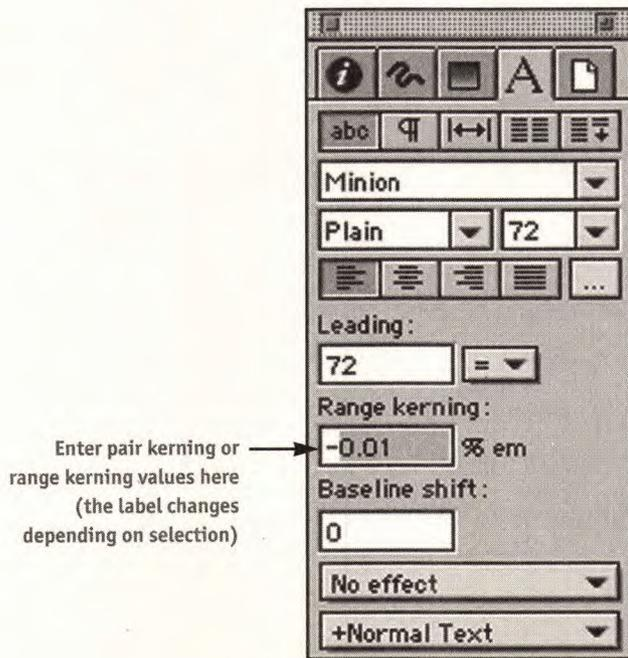 i A
abc ¶
Minion
Plain 72
...
Leading:
72 =
Range kerning:
-0.01 % em
Baseline shift:
0
No effect
+Normal Text
Enter pair kerning or
range kerning values here
(the label changes
depending on selection)